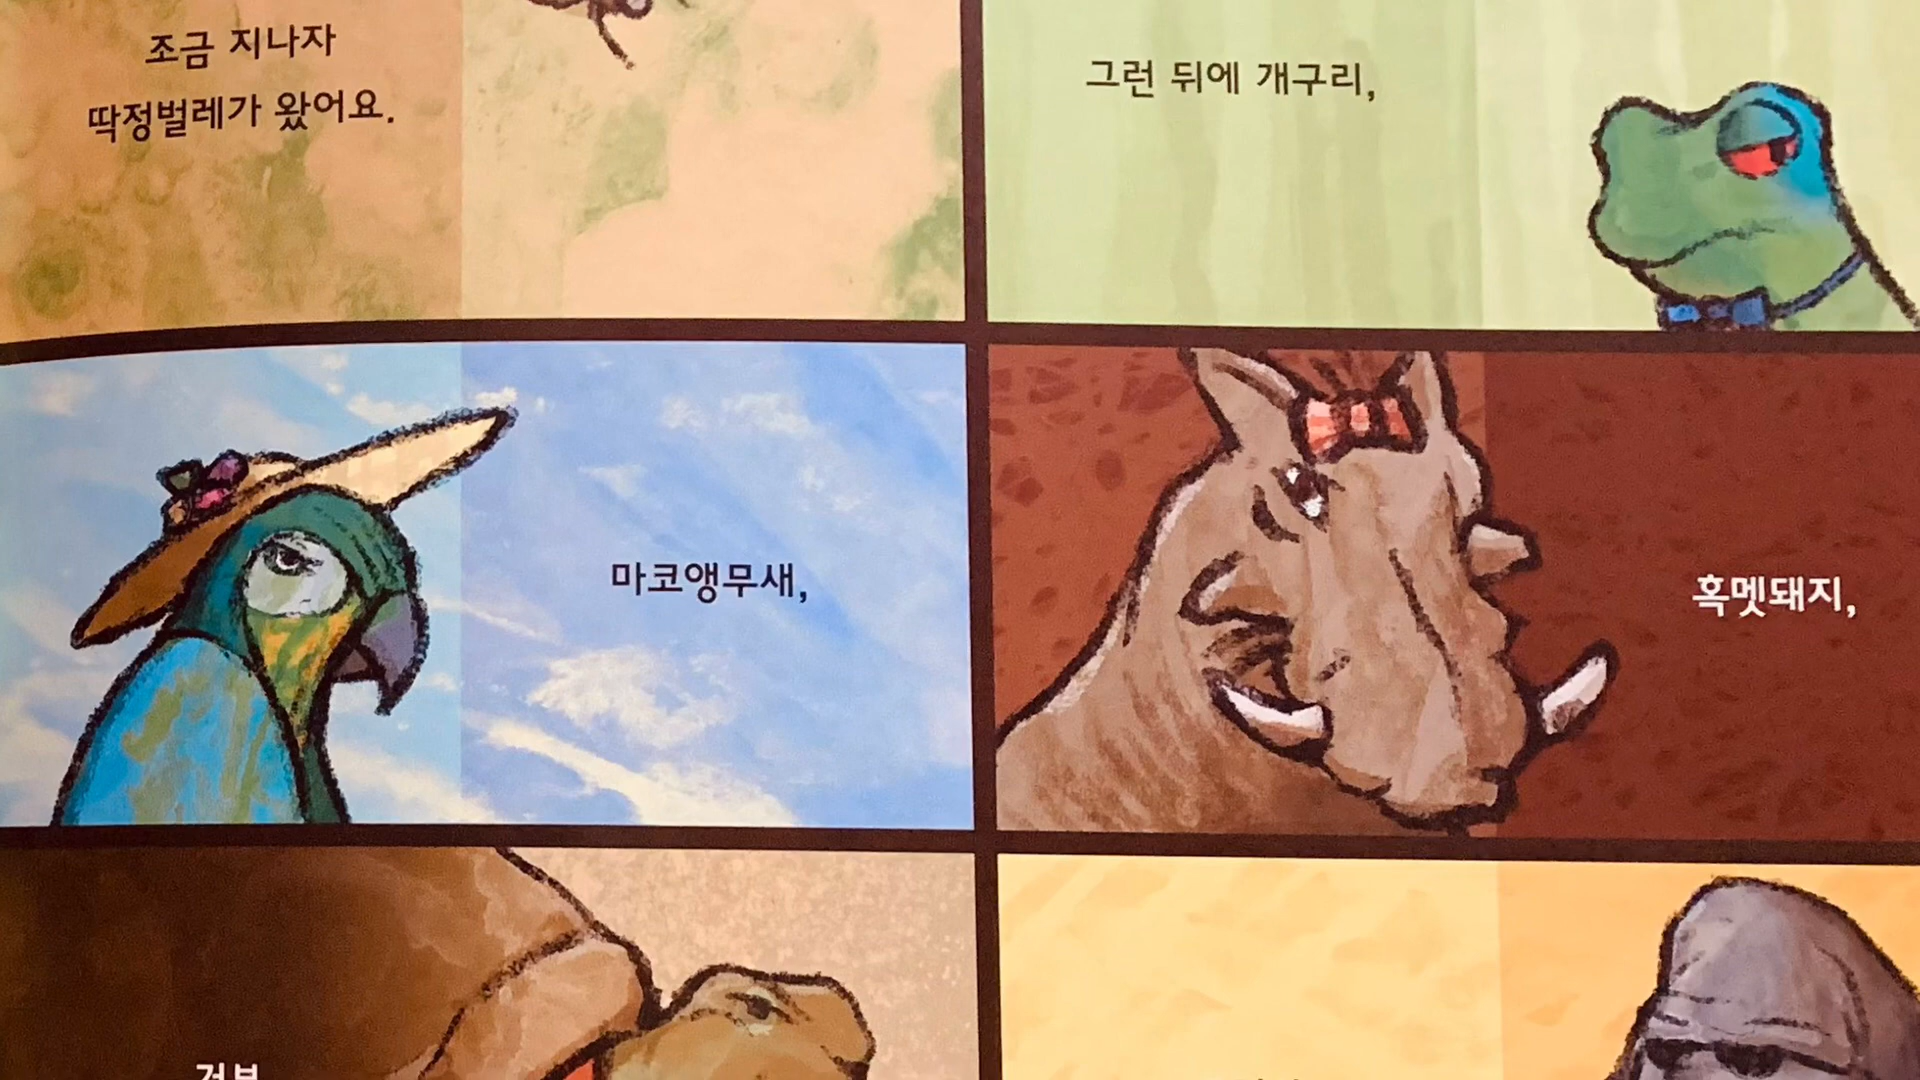 조금 지나자
딱정벌레가 왔어요.
그런 뒤에 개구리,
마코앵무새,
혹멧돼지,